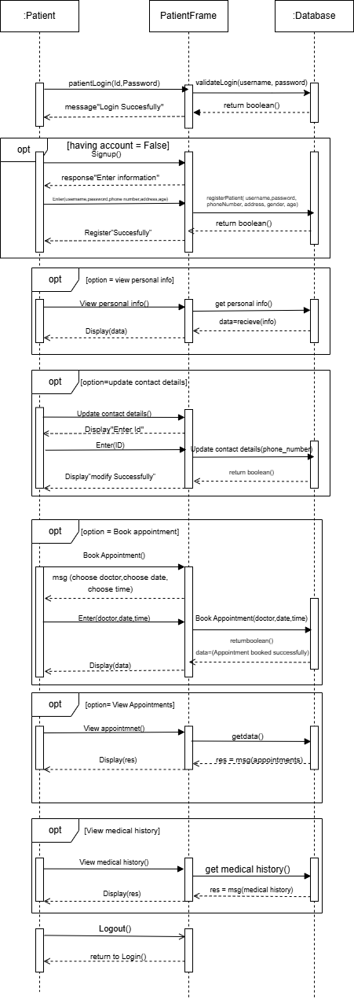 :Patient
PatientFrame
:Database
patientLogin(Id,Password)
validateLogin(username, password)
message"Login Succesfully"
return boolean()
opt
[having account = False]
Signup()
response"Enter information"
Enter(username,password,phone number,address,age)
registerPatient( username,password,
phoneNumber, address, gender, age)
return boolean()
Register"Succesfully"
opt
[option = view personal info]
View personal info()
get personal info()
data=recieve(info)
Display(data)
opt
[option=update contact details]
Update contact details()
Display"Enter Id"
Enter(ID)
Update contact details(phone_number)
return boolean()
Display"modify Successfully"
opt
[option = Book appointment]
Book Appointment()
msg (choose doctor,choose date,
choose time)
Enter(doctor,date,time)
Book Appointment(doctor,date,time)
returnboolean()
data=(Appointment booked successfully)
Display(data)
opt
[option= View Appointments]
View appointmnet()
getdata()
Display(res)
res = msg(appointments)
opt
[View medical history]
View medical history()
get medical history()
Display(res)
res = msg(medical history)
Logout()
return to Login()